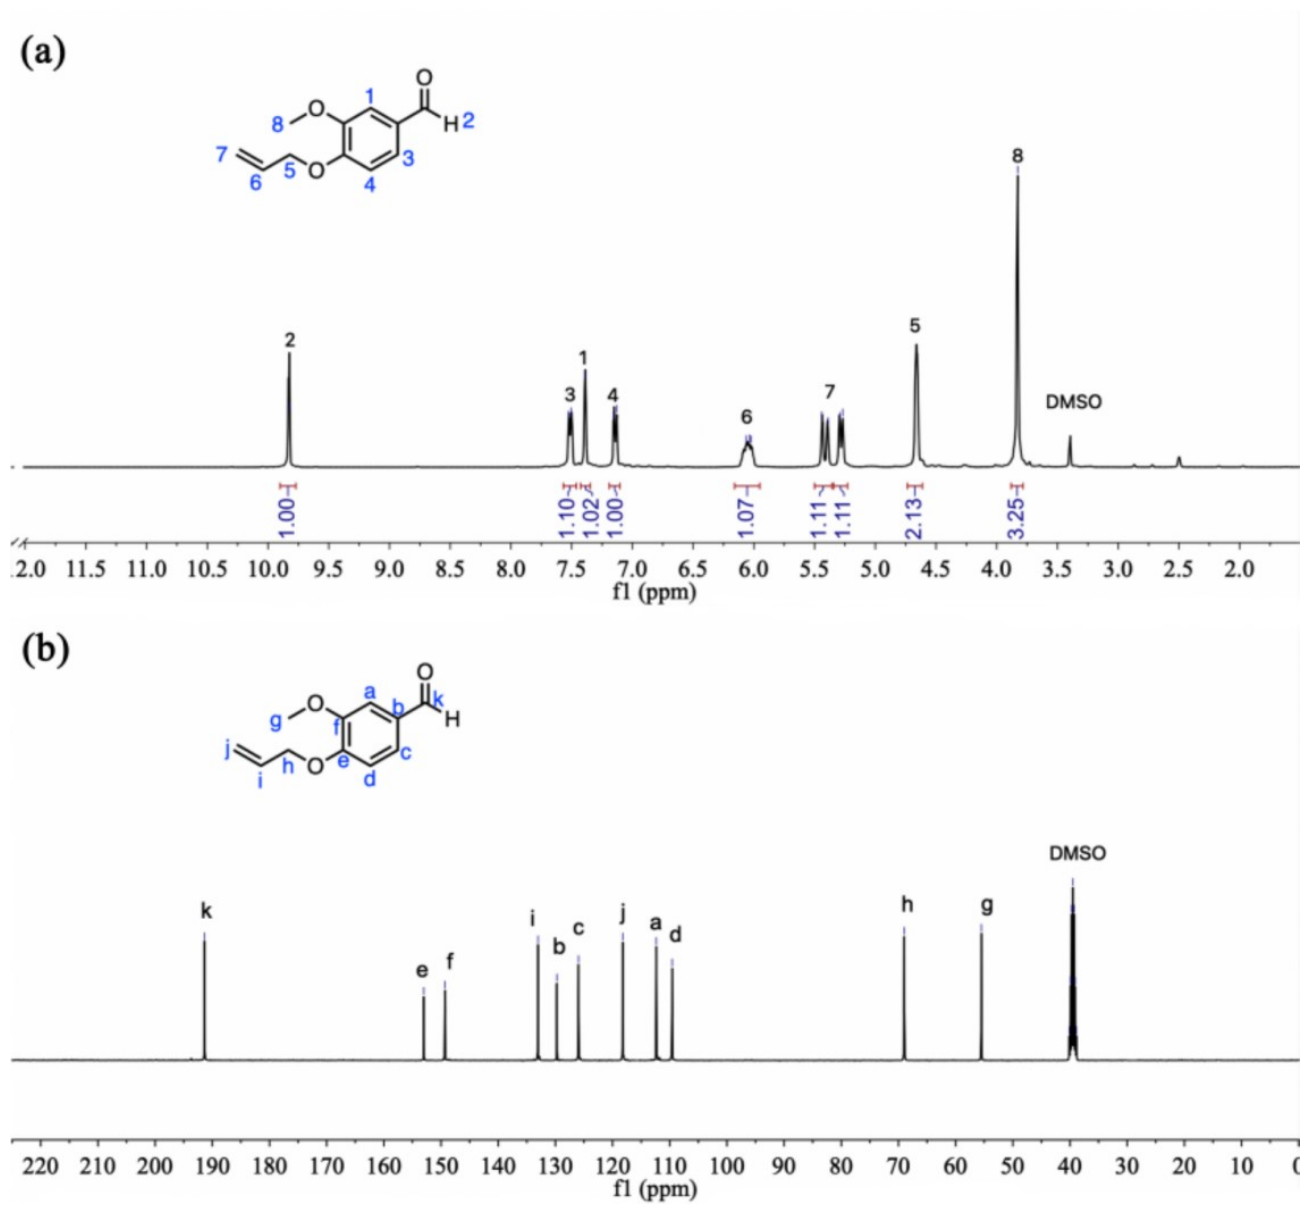 (a)
O
1
8 O H 2
7 3
6 5 O 4
8
2
5
DMSO
1
3 4 7
6
1.00 1.10 1.02 1.00 1.07 1.11 1.11 2.13 3.25
.2.0 11.5 11.0 10.5 10.0 9.5 9.0 8.5 8.0 7.5 7.0 6.5 6.0 5.5 5.0 4.5 4.0 3.5 3.0 2.5 2.0
f1 (ppm)
(b)
O
a k
g O f b H
j e c
i h O d
DMSO
k e f i b c j a d h g
220 210 200 190 180 170 160 150 140 130 120 110 100 90 80 70 60 50 40 30 20 10 0
f1 (ppm)